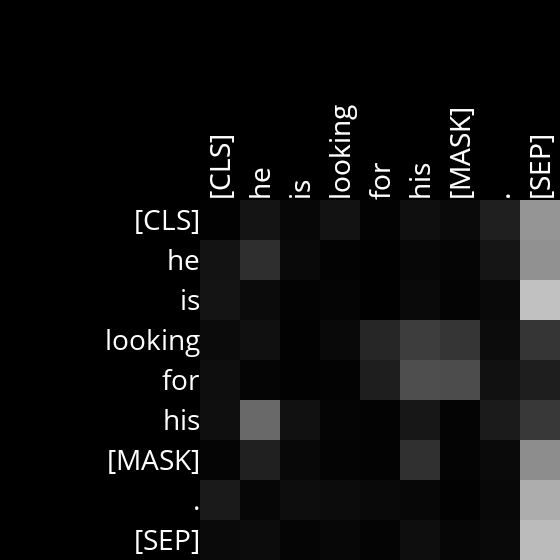 [CLS]
he
is
looking
for
his
[MASK]
.
[SEP]
[CLS]
he
is
looking
for
his
[MASK]
.
[SEP]